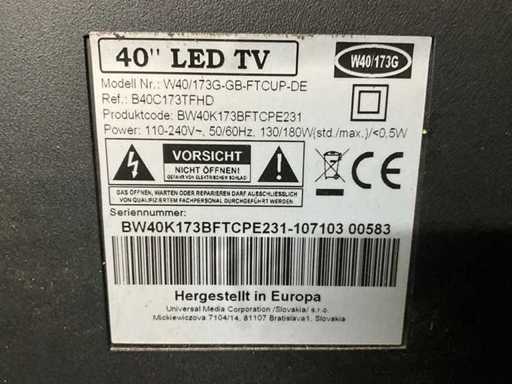 40" LED TV
W40/173G
Modell Nr.: W40/173G-GB-FTCUP-DE
Ref.: B40C173TFHD
Produktcode: BW40K173BFTCPE231
Power: 110-240V~, 50/60Hz, 130/180W(std./max.)/<0,5W
VORSICHT
NICHT ÖFFNEN!
GEFAHR VON ELEKTRISCHEM SCHLAG
DAS ÖFFNEN, WARTEN ODER REPARIEREN DARF AUSSCHLIESSLICH
VON QUALIFIZIERTEM FACHPERSONAL DURCHGEFÜHRT WERDEN
CE
Seriennummer:
BW40K173BFTCPE231-107103 00583
Hergestellt in Europa
Universal Media Corporation /Slovakia/ s.r.o.
Mickiewiczova 7104/14, 81107 Bratislava1, Slovakia